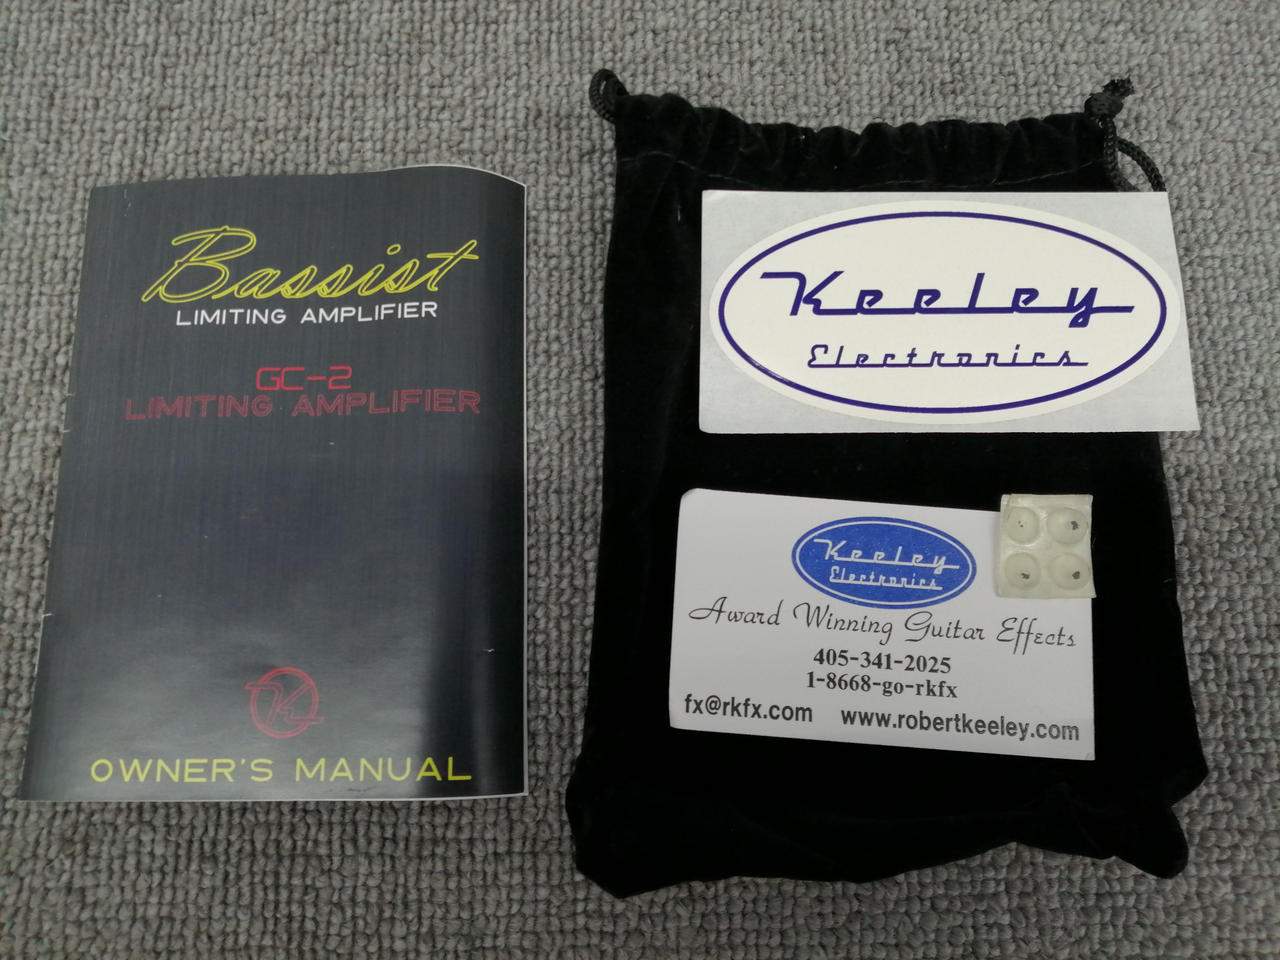 Bassist
LIMITING AMPLIFIER
GC-2
LIMITING AMPLIFIER
K
OWNER'S MANUAL
Keeley
Electronics
Keeley
Electronics
Award Winning Guitar Effects
405-341-2025
1-8668-go-rkfx
fx@rkfx.com www.robertkeeley.com